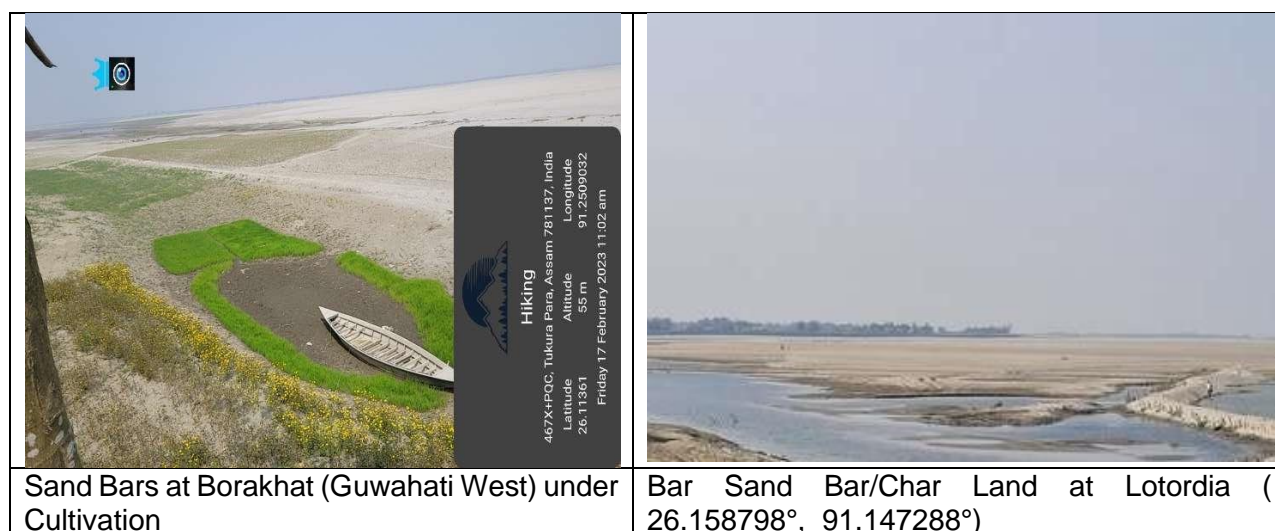 Hiking
467X+PQC, Tukura Para, Assam 781137, India
Latitude Altitude Longitude
26.11361 55 m 91.2509032
Friday 17 February 2023 11:02 am
Sand Bars at Borakhat (Guwahati West) under
Cultivation
Bar Sand Bar/Char Land at Lotordia (
26.158798°, 91.147288°)